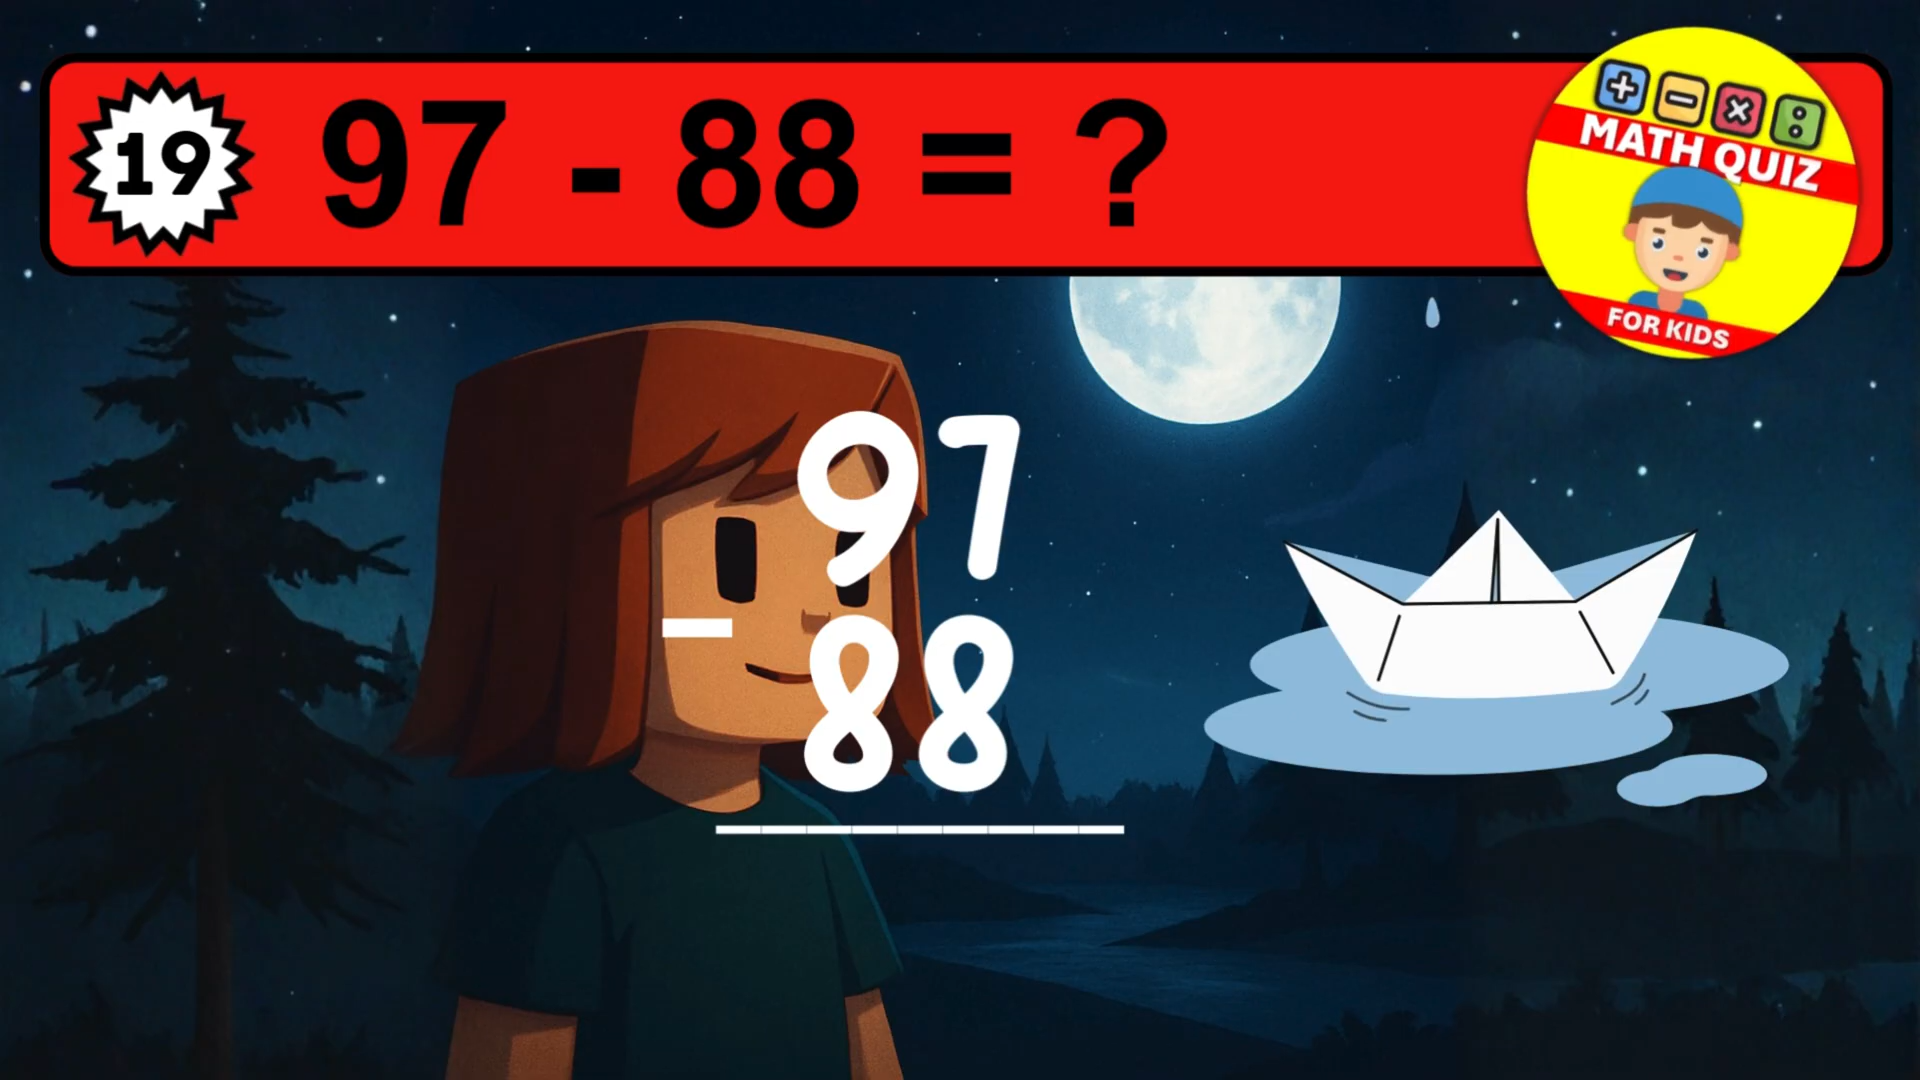 19
97 - 88 = ?
+ - × :
MATH QUIZ
FOR KIDS
97
- 88